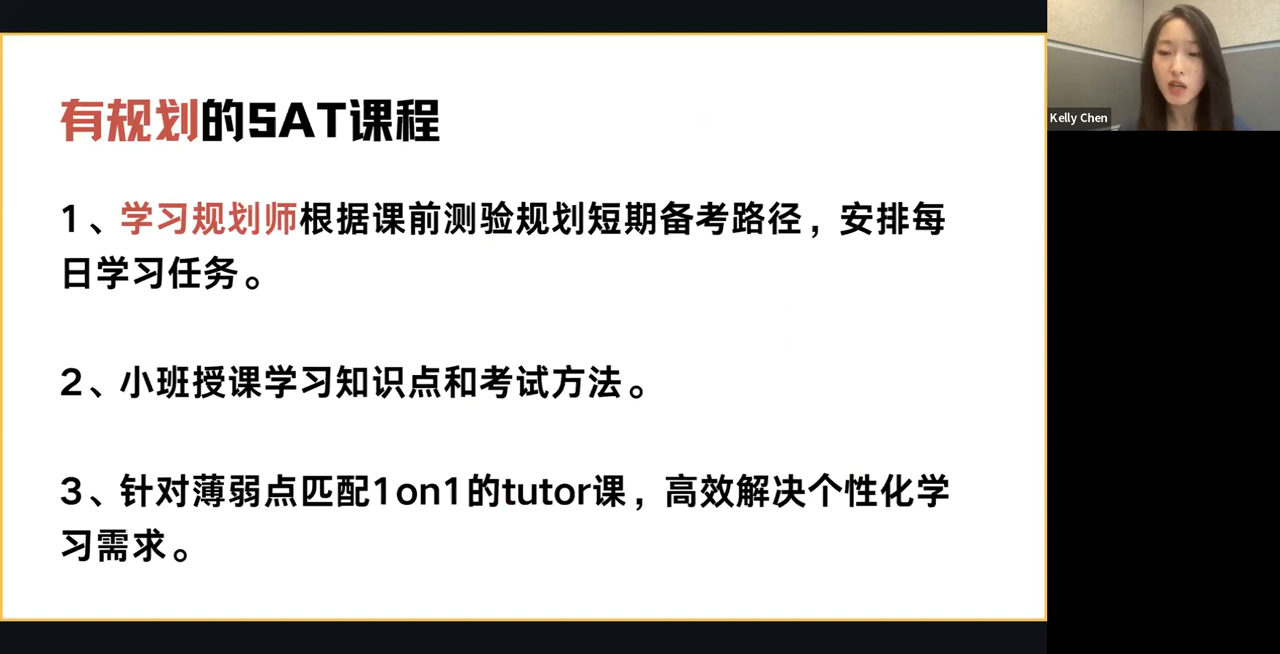 有规划的SAT课程
1、学习规划师根据课前测验规划短期备考路径，安排每
日学习任务。
2、小班授课学习知识点和考试方法。
3、针对薄弱点匹配1on1的tutor课，高效解决个性化学
习需求。
Kelly Chen